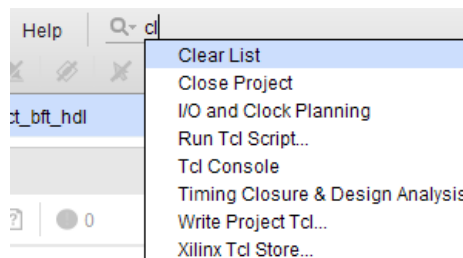 Help cl
Clear List
Close Project
ct_bft_hdl
I/O and Clock Planning
Run Tcl Script...
Tcl Console
Timing Closure & Design Analysis
0
Write Project Tcl...
Xilinx Tcl Store...